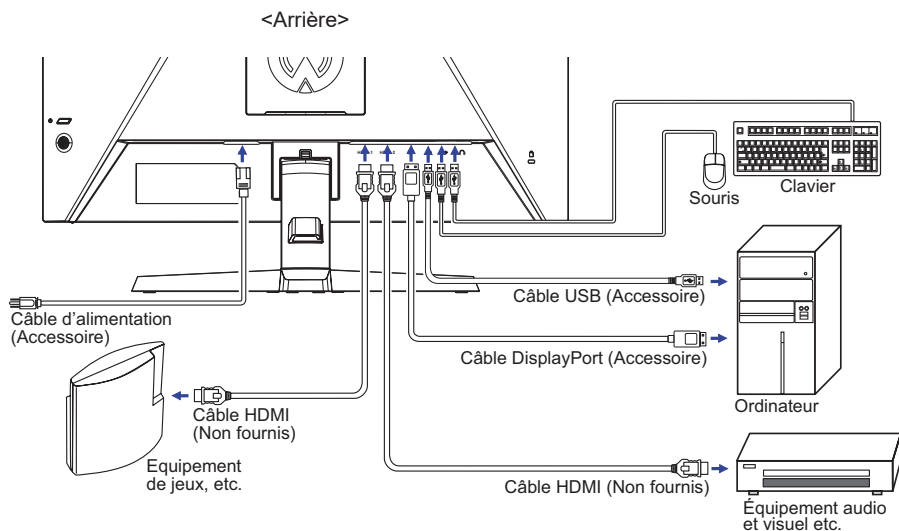 <Arrière>
Souris
Clavier
Câble USB (Accessoire)
Câble d'alimentation
(Accessoire)
Câble DisplayPort (Accessoire)
Ordinateur
Câble HDMI
(Non fournis)
Equipement
de jeux, etc.
Câble HDMI (Non fournis)
Équipement audio
et visuel etc.